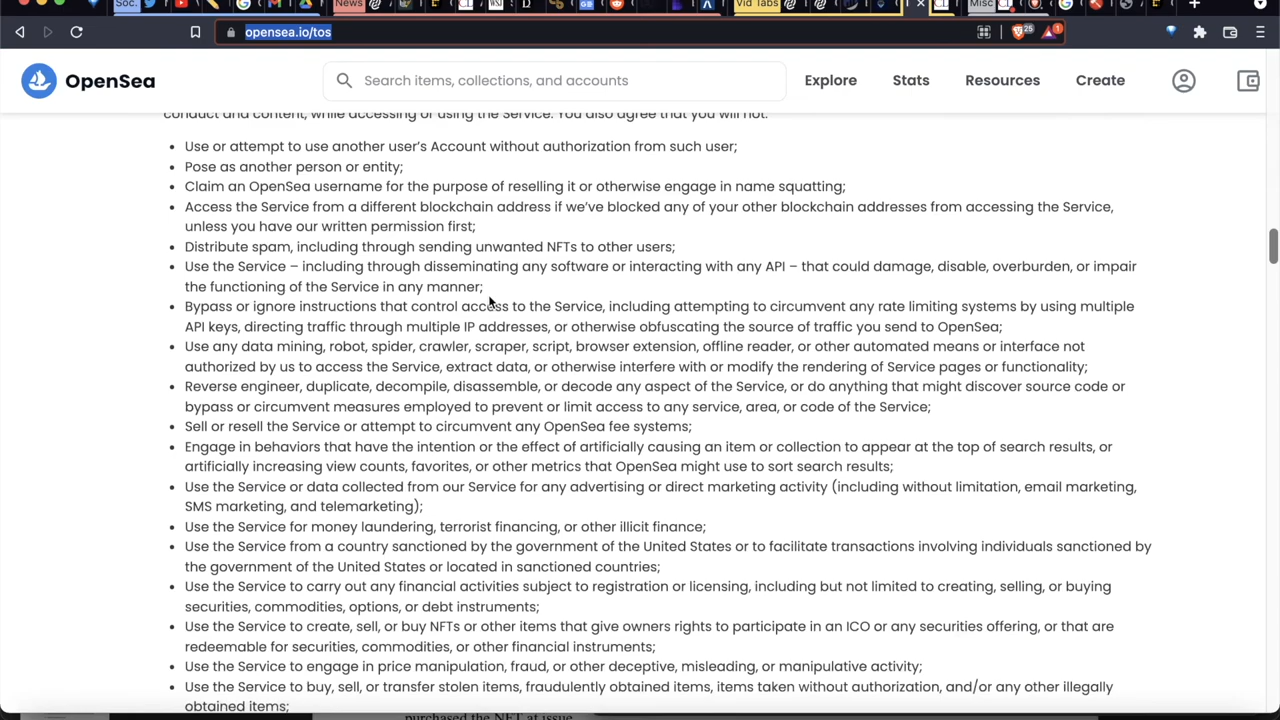 Soc.
News
Vid Tabs
Misc
opensea.io/tos
25
1
OpenSea
Search items, collections, and accounts
Explore
Stats
Resources
Create
conduct and content, while accessing or using the Service. You also agree that you will not:
• Use or attempt to use another user’s Account without authorization from such user;
• Pose as another person or entity;
• Claim an OpenSea username for the purpose of reselling it or otherwise engage in name squatting;
• Access the Service from a different blockchain address if we’ve blocked any of your other blockchain addresses from accessing the Service,
unless you have our written permission first;
• Distribute spam, including through sending unwanted NFTs to other users;
• Use the Service – including through disseminating any software or interacting with any API – that could damage, disable, overburden, or impair
the functioning of the Service in any manner;
• Bypass or ignore instructions that control access to the Service, including attempting to circumvent any rate limiting systems by using multiple
API keys, directing traffic through multiple IP addresses, or otherwise obfuscating the source of traffic you send to OpenSea;
• Use any data mining, robot, spider, crawler, scraper, script, browser extension, offline reader, or other automated means or interface not
authorized by us to access the Service, extract data, or otherwise interfere with or modify the rendering of Service pages or functionality;
• Reverse engineer, duplicate, decompile, disassemble, or decode any aspect of the Service, or do anything that might discover source code or
bypass or circumvent measures employed to prevent or limit access to any service, area, or code of the Service;
• Sell or resell the Service or attempt to circumvent any OpenSea fee systems;
• Engage in behaviors that have the intention or the effect of artificially causing an item or collection to appear at the top of search results, or
artificially increasing view counts, favorites, or other metrics that OpenSea might use to sort search results;
• Use the Service or data collected from our Service for any advertising or direct marketing activity (including without limitation, email marketing,
SMS marketing, and telemarketing);
• Use the Service for money laundering, terrorist financing, or other illicit finance;
• Use the Service from a country sanctioned by the government of the United States or to facilitate transactions involving individuals sanctioned by
the government of the United States or located in sanctioned countries;
• Use the Service to carry out any financial activities subject to registration or licensing, including but not limited to creating, selling, or buying
securities, commodities, options, or debt instruments;
• Use the Service to create, sell, or buy NFTs or other items that give owners rights to participate in an ICO or any securities offering, or that are
redeemable for securities, commodities, or other financial instruments;
• Use the Service to engage in price manipulation, fraud, or other deceptive, misleading, or manipulative activity;
• Use the Service to buy, sell, or transfer stolen items, fraudulently obtained items, items taken without authorization, and/or any other illegally
obtained items;
purchased the NFT at issue